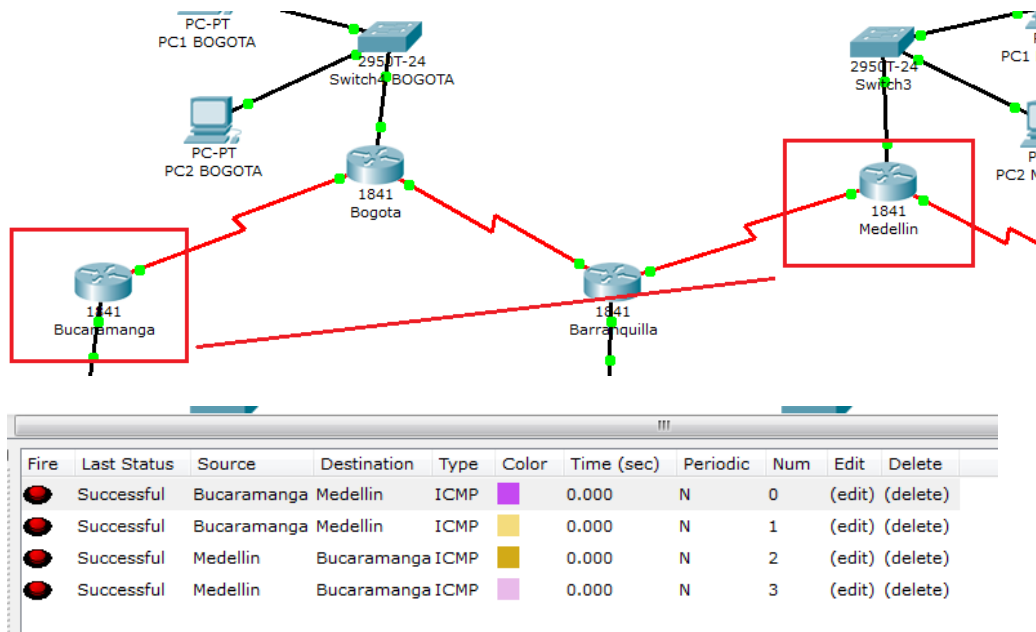 PC-PT
PC1 BOGOTA
2950T-24
Switch4 BOGOTA
PC-PT
PC2 BOGOTA
1841
Bogota
2950T-24
Switch3
PC1
PC2
1841
Medellin
1841
Bucaramanga
1841
Barranquilla
Fire Last Status Source Destination Type Color Time (sec) Periodic Num Edit Delete
Successful Bucaramanga Medellin ICMP 0.000 N 0 (edit) (delete)
Successful Bucaramanga Medellin ICMP 0.000 N 1 (edit) (delete)
Successful Medellin Bucaramanga ICMP 0.000 N 2 (edit) (delete)
Successful Medellin Bucaramanga ICMP 0.000 N 3 (edit) (delete)